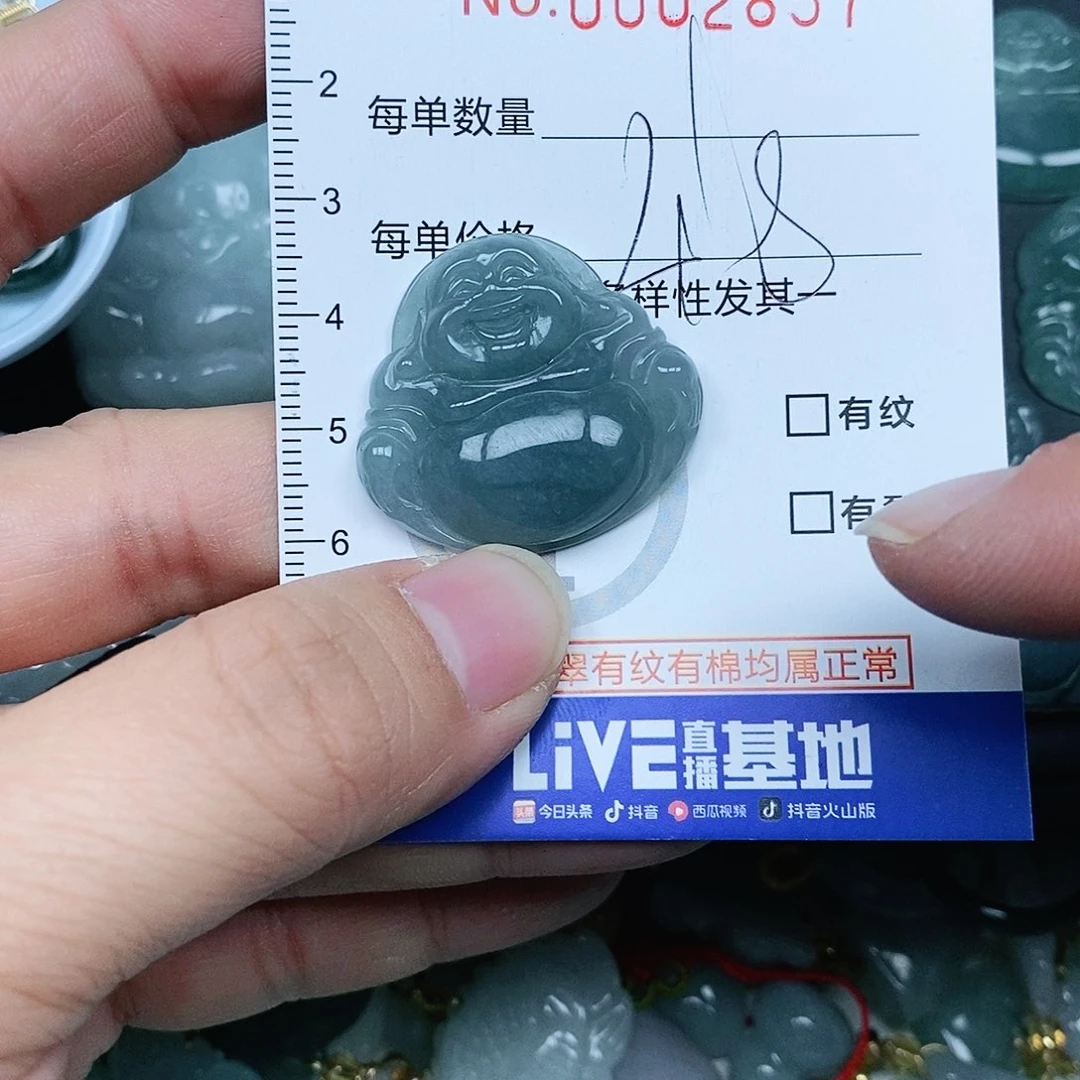 No.0002857
2
每单数量
3
每单价格
样性发其一
4
有纹
5
有
6
翠有纹有棉均属正常
LiVE直播基地
今日头条 抖音 西瓜视频 抖音火山版